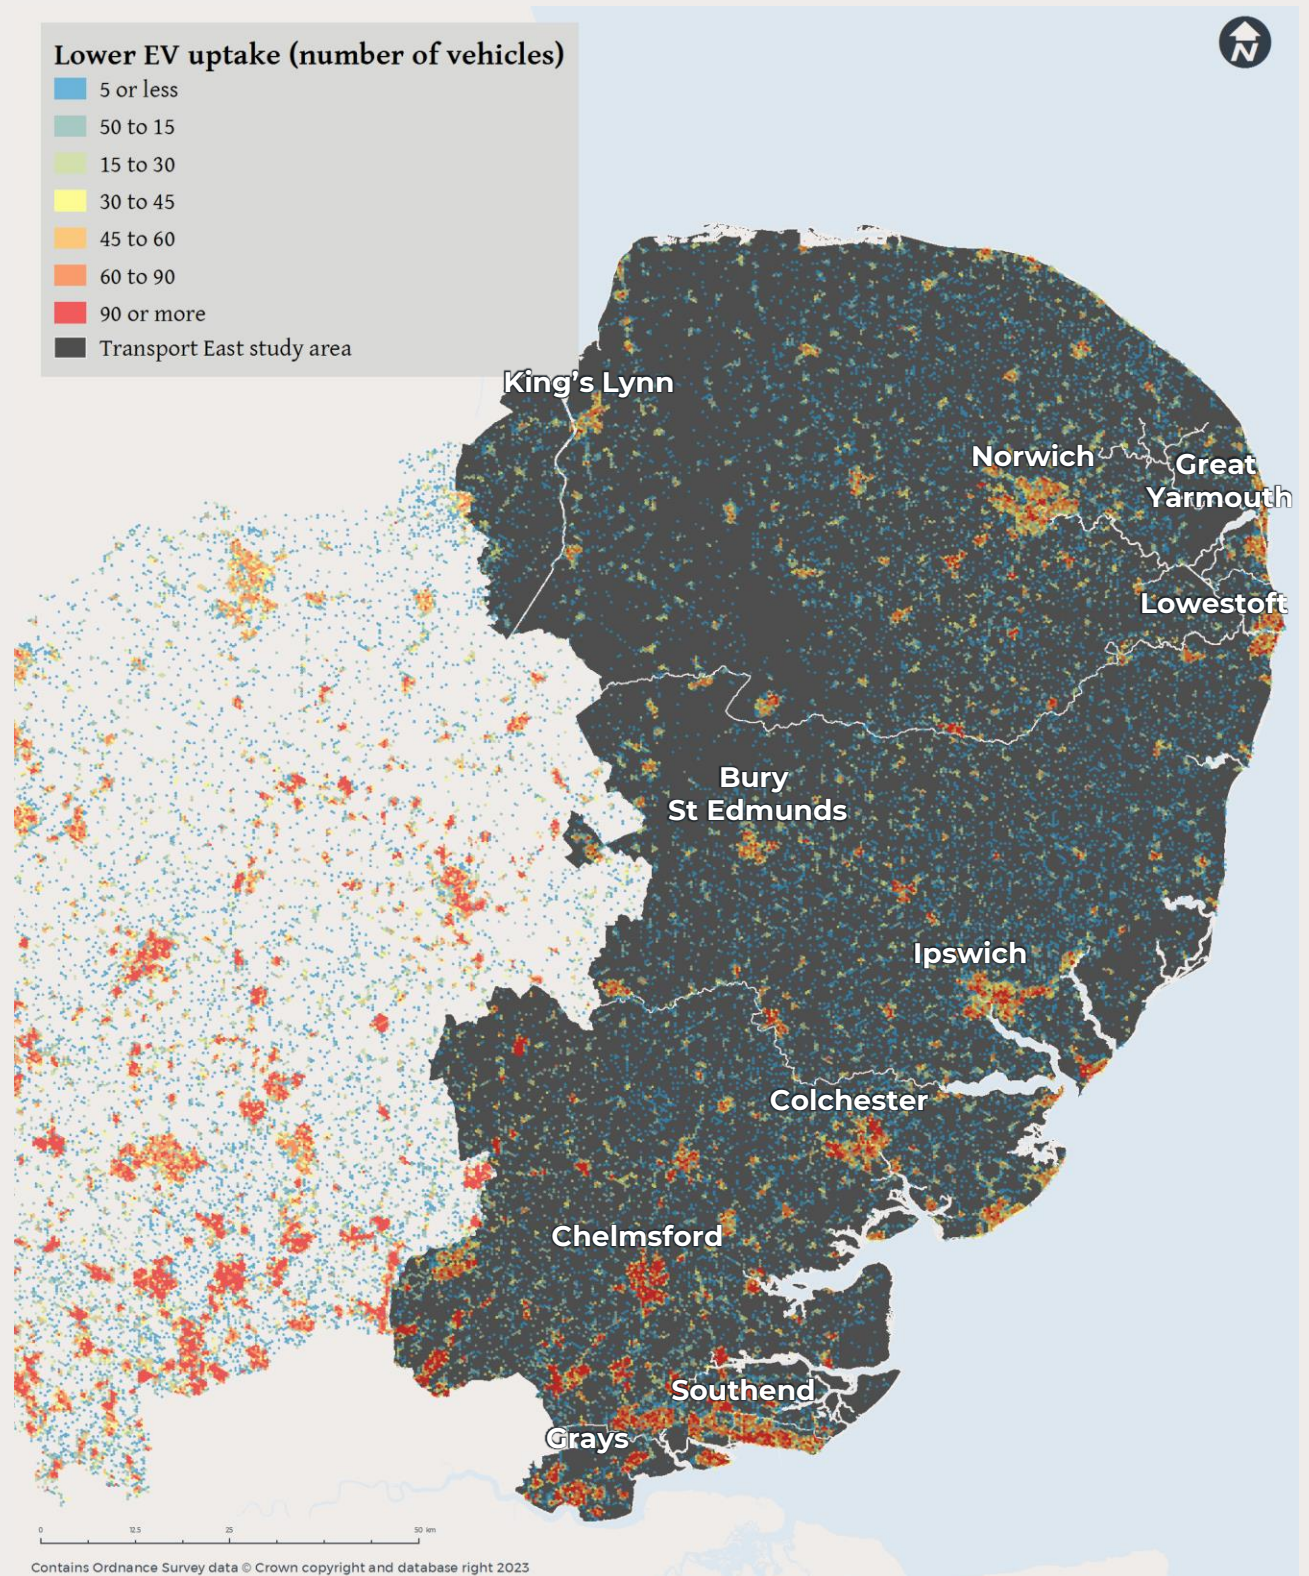 Lower EV uptake (number of vehicles)
5 or less
50 to 15
15 to 30
30 to 45
45 to 60
60 to 90
90 or more
Transport East study area
N
King's Lynn
Norwich
Great
Yarmouth
Lowestoft
Bury
St Edmunds
Ipswich
Colchester
Chelmsford
Southend
Grays
0 12.5 25 50 km
Contains Ordnance Survey data © Crown copyright and database right 2023